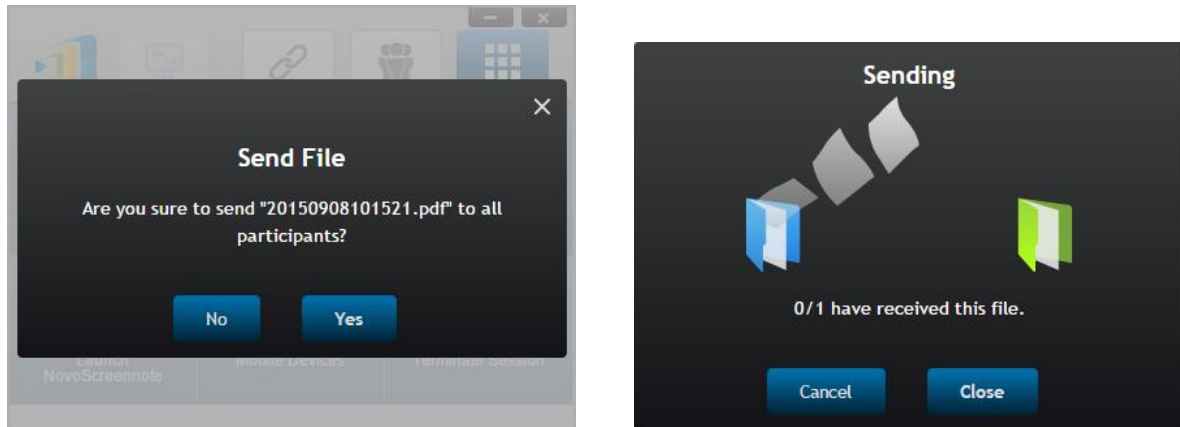 Send File
Are you sure to send "20150908101521.pdf" to all
participants?
No
Yes
Launch
NovoScreennote
Mobile Devices
Terminate Session
Sending
0/1 have received this file.
Cancel
Close